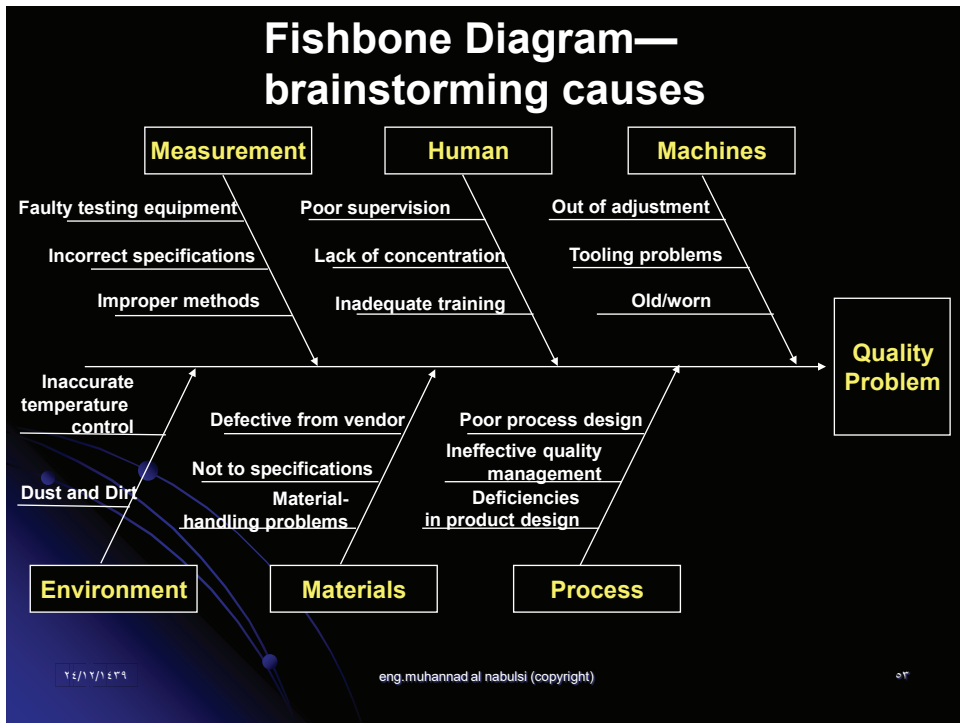 Fishbone Diagram—
brainstorming causes
Measurement
Human
Machines
Faulty testing equipment
Poor supervision
Out of adjustment
Incorrect specifications
Lack of concentration
Tooling problems
Improper methods
Inadequate training
Old/worn
Quality
Problem
Inaccurate
temperature
control
Defective from vendor
Poor process design
Ineffective quality
management
Not to specifications
Dust and Dirt
Material-
handling problems
Deficiencies
in product design
Environment
Materials
Process
٢٤/١٢/١٤٣٩
eng.muhannad al nabulsi (copyright)
٥٣